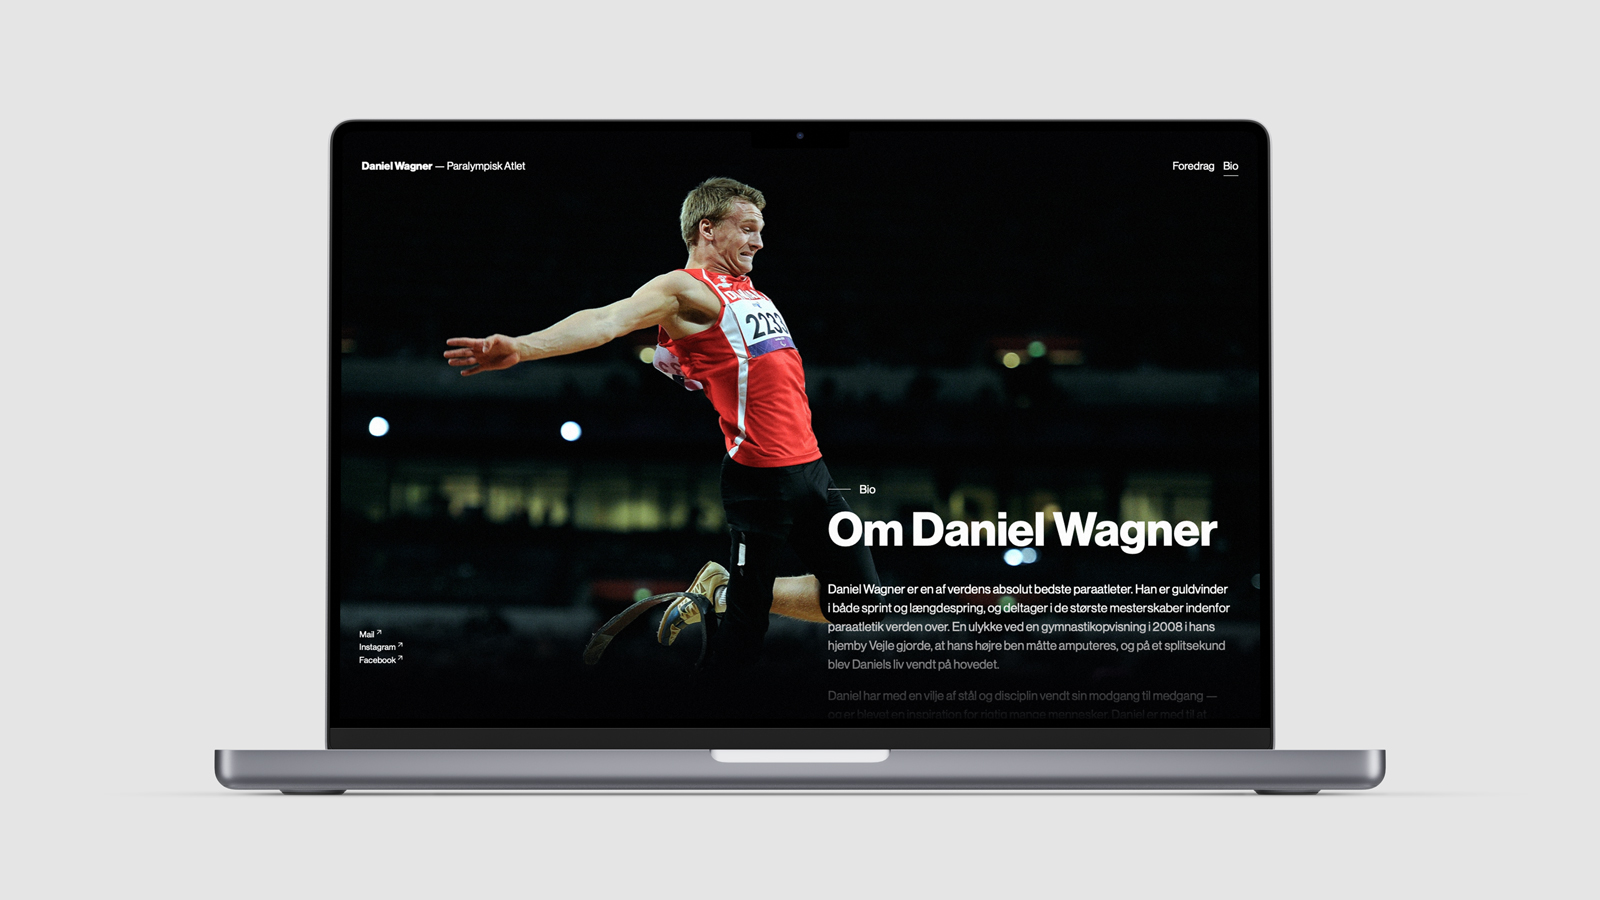 Daniel Wagner — Paralympisk Atlet
Foredrag Bio
2233
Bio
Om Daniel Wagner
Daniel Wagner er en af verdens absolut bedste paraatleter. Han er guldvinder
i både sprint og længdespring, og deltager i de største mesterskaber indenfor
paraatletik verden over. En ulykke ved en gymnastikopvisning i 2008 i hans
hjemby Vejle gjorde, at hans højre ben måtte amputeres, og på et splitsekund
blev Daniels liv vendt på hovedet.
Daniel har med en vilje af stål og disciplin vendt sin modgang til medgang —
og er blevet en inspiration for rigtig mange mennesker. Daniel er med til at
Mail ↗
Instagram ↗
Facebook ↗